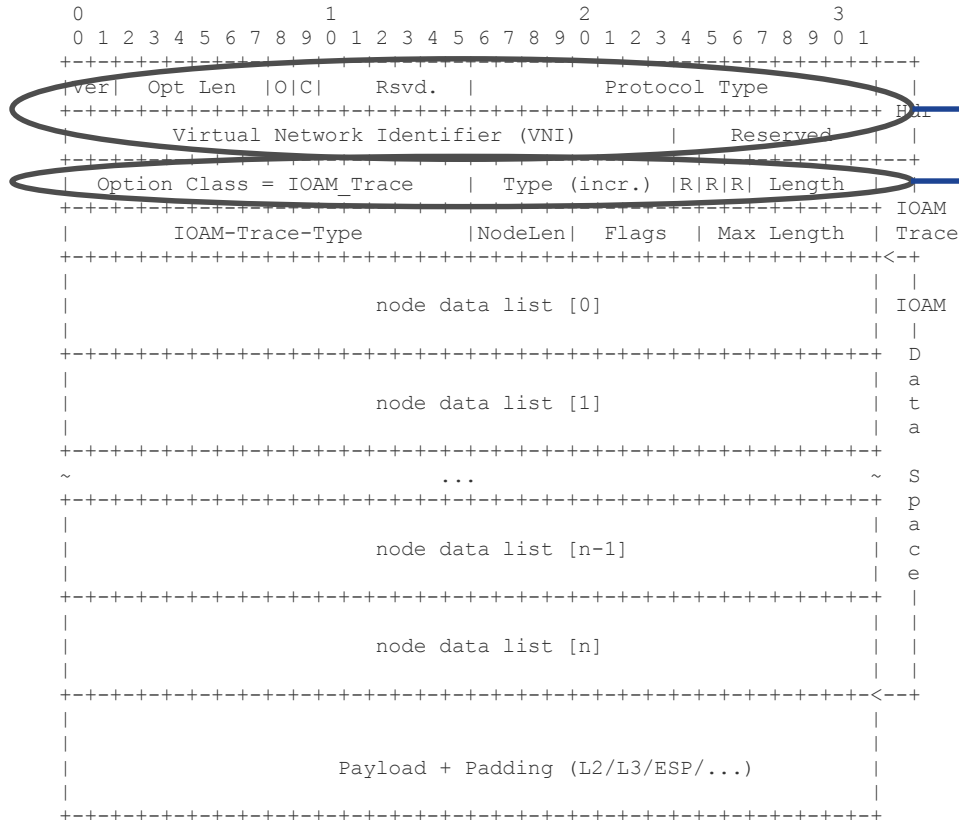 0                   1                   2                   3
0 1 2 3 4 5 6 7 8 9 0 1 2 3 4 5 6 7 8 9 0 1 2 3 4 5 6 7 8 9 0 1
+-+-+-+-+-+-+-+-+-+-+-+-+-+-+-+-+-+-+-+-+-+-+-+-+-+-+-+-+-+-+-+-+--+
|Ver|  Opt Len  |O|C|    Rsvd.  |          Protocol Type        |  |
+-+-+-+-+-+-+-+-+-+-+-+-+-+-+-+-+-+-+-+-+-+-+-+-+-+-+-+-+-+-+-+-+ Hdr
|        Virtual Network Identifier (VNI)       |    Reserved   |  |
+-+-+-+-+-+-+-+-+-+-+-+-+-+-+-+-+-+-+-+-+-+-+-+-+-+-+-+-+-+-+-+-+--+
|  Option Class = IOAM_Trace    |  Type (incr.) |R|R|R| Length  |  |
+-+-+-+-+-+-+-+-+-+-+-+-+-+-+-+-+-+-+-+-+-+-+-+-+-+-+-+-+-+-+-+-+ IOAM
|        IOAM-Trace-Type        |NodeLen|  Flags  | Max Length  | Trace
+-+-+-+-+-+-+-+-+-+-+-+-+-+-+-+-+-+-+-+-+-+-+-+-+-+-+-+-+-+-+-+-+<-+
|                                                               |  |
|                        node data list [0]                     | IOAM
|                                                               |  |
+-+-+-+-+-+-+-+-+-+-+-+-+-+-+-+-+-+-+-+-+-+-+-+-+-+-+-+-+-+-+-+-+  D
|                                                               |  a
|                        node data list [1]                     |  t
|                                                               |  a
+-+-+-+-+-+-+-+-+-+-+-+-+-+-+-+-+-+-+-+-+-+-+-+-+-+-+-+-+-+-+-+-+
~                             ...                               ~  S
+-+-+-+-+-+-+-+-+-+-+-+-+-+-+-+-+-+-+-+-+-+-+-+-+-+-+-+-+-+-+-+-+  p
|                                                               |  a
|                        node data list [n-1]                   |  c
|                                                               |  e
+-+-+-+-+-+-+-+-+-+-+-+-+-+-+-+-+-+-+-+-+-+-+-+-+-+-+-+-+-+-+-+-+  |
|                                                               |  |
|                        node data list [n]                     |  |
|                                                               |  |
+-+-+-+-+-+-+-+-+-+-+-+-+-+-+-+-+-+-+-+-+-+-+-+-+-+-+-+-+-+-+-+-<--+
|                                                               |
|                                                               |
|                     Payload + Padding (L2/L3/ESP/...)         |
|                                                               |
+-+-+-+-+-+-+-+-+-+-+-+-+-+-+-+-+-+-+-+-+-+-+-+-+-+-+-+-+-+-+-+-+